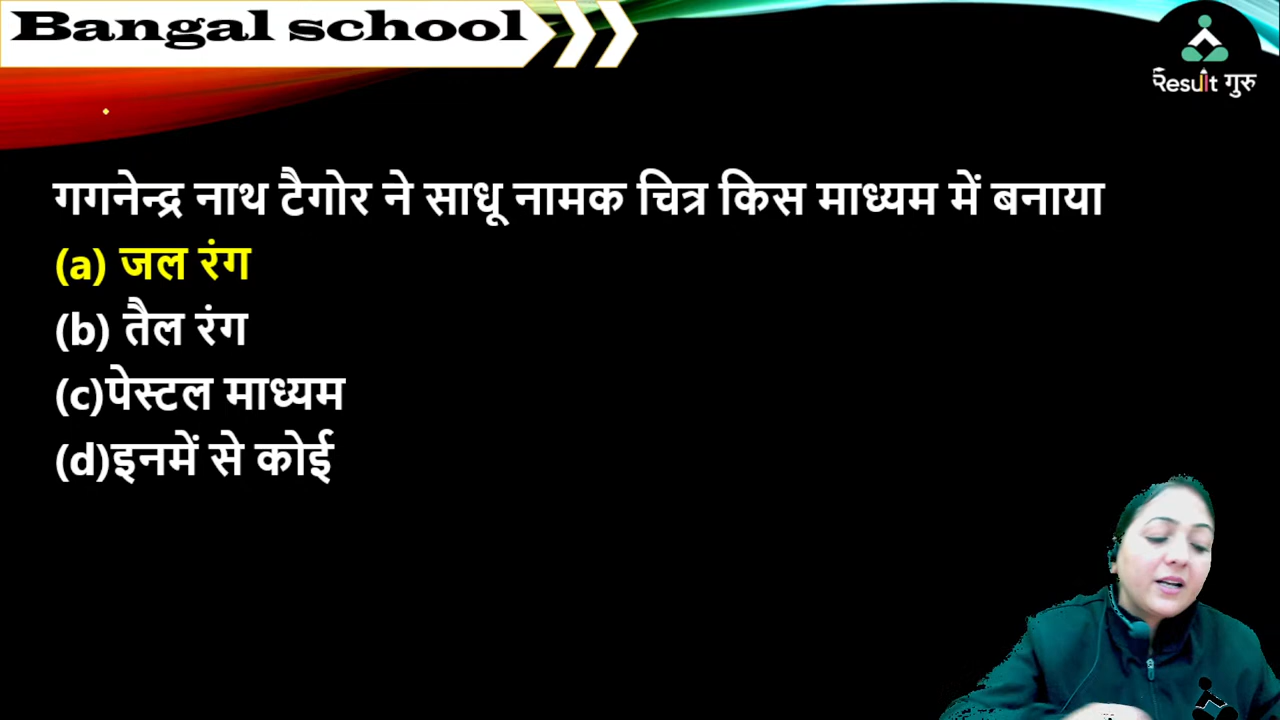 Bangal school
Result गुरु
गगनेन्द्र नाथ टैगोर ने साधू नामक चित्र किस माध्यम में बनाया
(a) जल रंग
(b) तैल रंग
(c)पेस्टल माध्यम
(d)इनमें से कोई